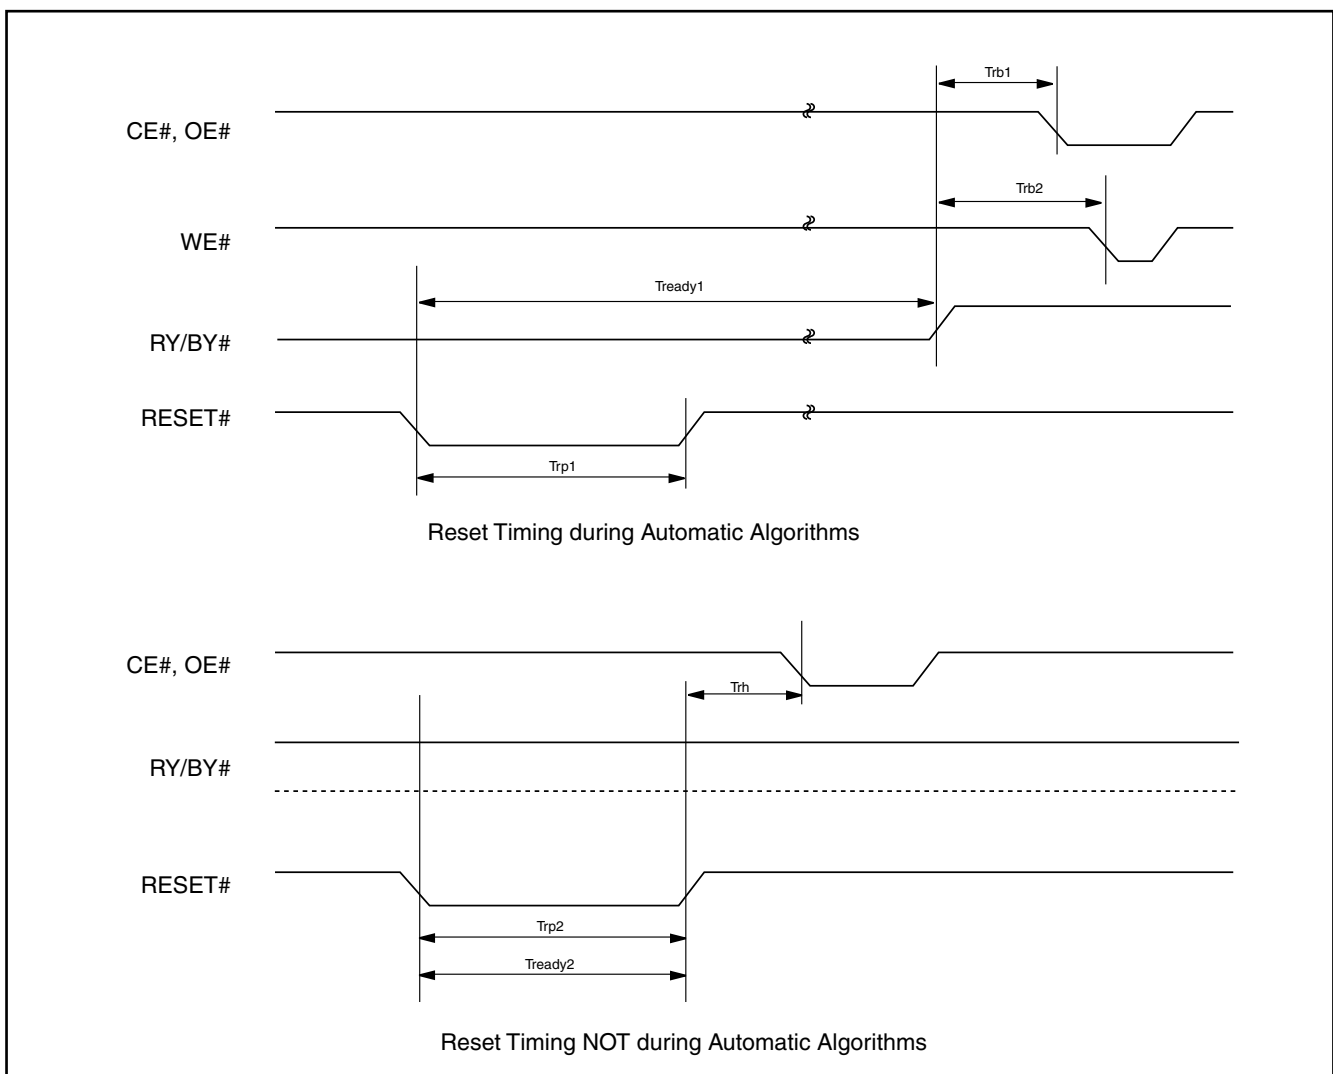 Trb1
CE#, OE#
Trb2
WE#
Tready1
RY/BY#
RESET#
Trp1
Reset Timing during Automatic Algorithms
CE#, OE#
Trh
RY/BY#
RESET#
Trp2
Tready2
Reset Timing NOT during Automatic Algorithms